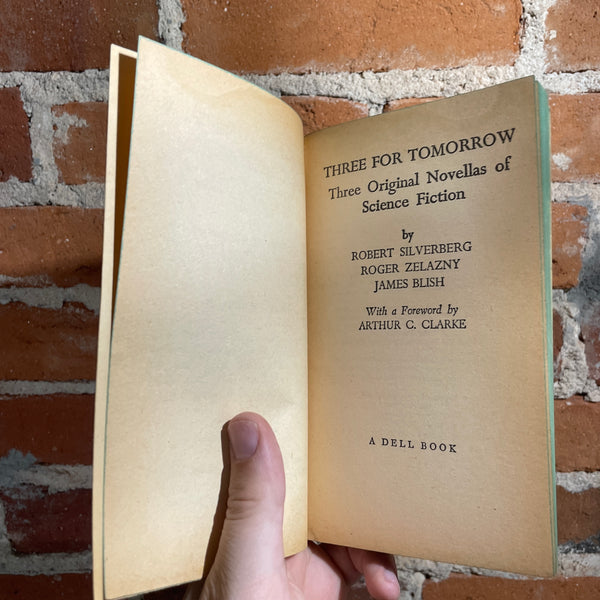 THREE FOR TOMORROW
Three Original Novellas of
Science Fiction
by
ROBERT SILVERBERG
ROGER ZELAZNY
JAMES BLISH
With a Foreword by
ARTHUR C. CLARKE
A DELL BOOK